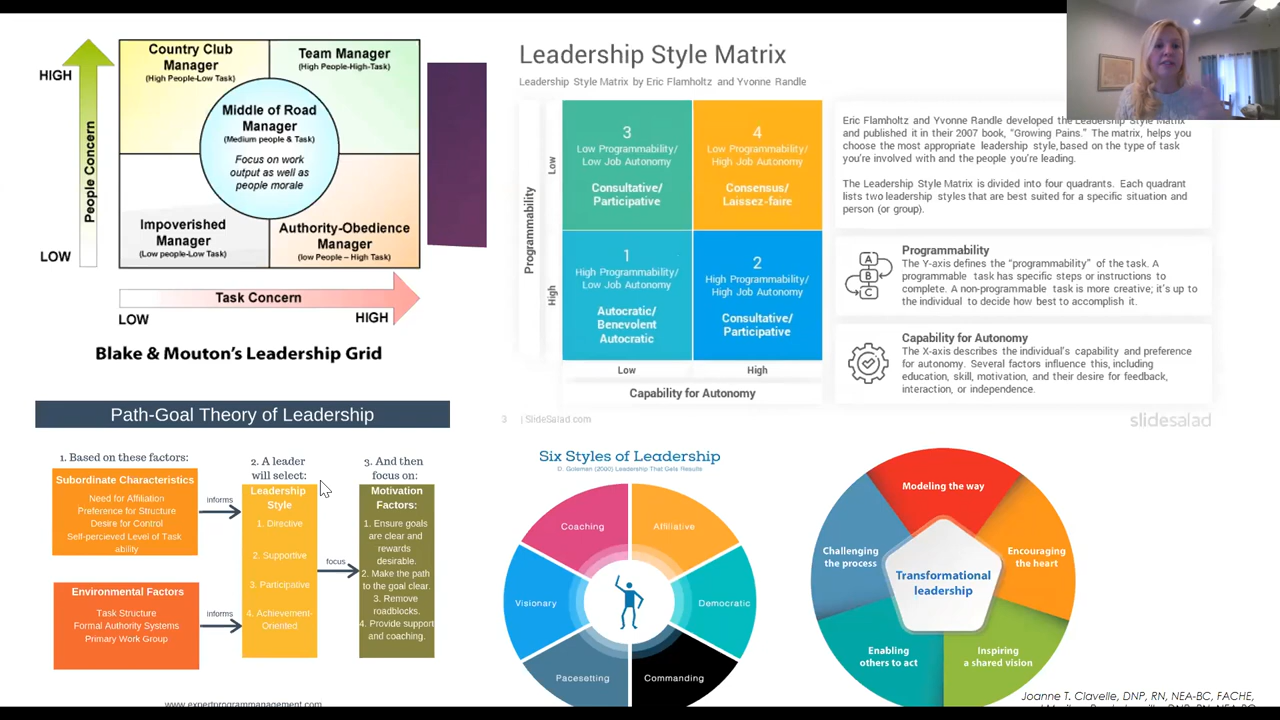 HIGH
People Concern
LOW
Country Club
Manager
(High People-Low Task)
Team Manager
(High People-High-Task)
Middle of Road
Manager
(Medium people & Task)
Focus on work
output as well as
people morale
Impoverished
Manager
(Low people-Low Task)
Authority-Obedience
Manager
(low People – High Task)
Task Concern
LOW
HIGH
Blake & Mouton's Leadership Grid
Leadership Style Matrix
Leadership Style Matrix by Eric Flamholtz and Yvonne Randle
Programmability
Low
High
3
Low Programmability/
Low Job Autonomy
Consultative/
Participative
4
Low Programmability/
High Job Autonomy
Consensus/
Laissez-faire
1
High Programmability/
Low Job Autonomy
Autocratic/
Benevolent
Autocratic
2
High Programmability/
High Job Autonomy
Consultative/
Participative
Low
High
Capability for Autonomy
Eric Flamholtz and Yvonne Randle developed the Leadership Style Matrix
and published it in their 2007 book, "Growing Pains." The matrix, helps you
choose the most appropriate leadership style, based on the type of task
you're involved with and the people you're leading.
The Leadership Style Matrix is divided into four quadrants. Each quadrant
lists two leadership styles that are best suited for a specific situation and
person (or group).
A
B
C
Programmability
The Y-axis defines the "programmability" of the task. A
programmable task has specific steps or instructions to
complete. A non-programmable task is more creative; it's up to
the individual to decide how best to accomplish it.
Capability for Autonomy
The X-axis describes the individual's capability and preference
for autonomy. Several factors influence this, including
education, skill, motivation, and their desire for feedback,
interaction, or independence.
3 | SlideSalad.com
slidesalad
Path-Goal Theory of Leadership
1. Based on these factors:
Subordinate Characteristics
Need for Affiliation
Preference for Structure
Desire for Control
Self-percieved Level of Task
ability
Environmental Factors
Task Structure
Formal Authority Systems
Primary Work Group
informs
informs
2. A leader
will select:
Leadership
Style
1. Directive
2. Supportive
3. Participative
4. Achievement-
Oriented
focus
3. And then
focus on:
Motivation
Factors:
1. Ensure goals
are clear and
rewards
desirable.
2. Make the path
to the goal clear.
3. Remove
roadblocks.
4. Provide support
and coaching.
www.expertprogrammanagement.com
Six Styles of Leadership
D. Goleman (2000) Leadership That Gets Results
Coaching
Affiliative
Visionary
Democratic
Pacesetting
Commanding
Modeling the way
Challenging
the process
Encouraging
the heart
Transformational
leadership
Enabling
others to act
Inspiring
a shared vision
Joanne T. Clavelle, DNP, RN, NEA-BC, FACHE,